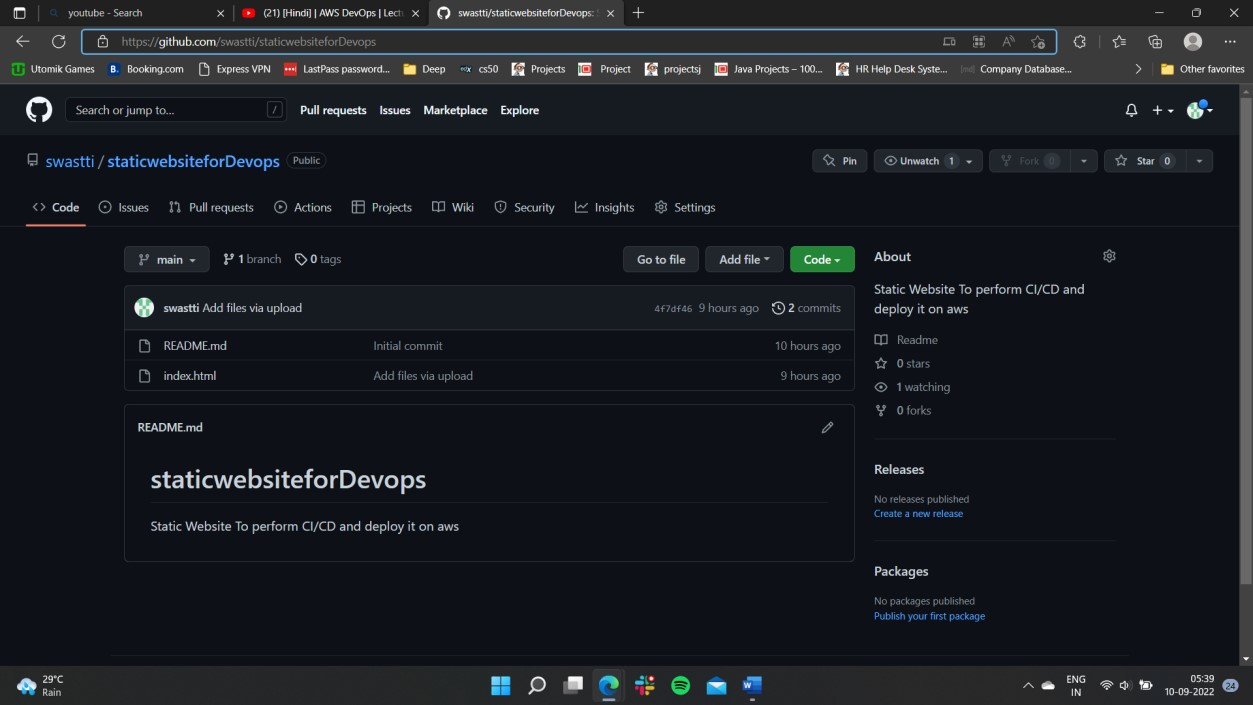 youtube - Search
(21) [Hindi] | AWS DevOps | Lect
swastti/staticwebsiteforDevops:
https://github.com/swastti/staticwebsiteforDevops
Utomik Games
B. Booking.com
Express VPN
LastPass password...
Deep
cs50
Projects
Project
projectsj
Java Projects – 100...
HR Help Desk Syste...
Company Database...
Other favorites
Search or jump to...
/
Pull requests
Issues
Marketplace
Explore
swastti / staticwebsiteforDevops
Public
Pin
Unwatch 1
Fork 0
Star 0
Code
Issues
Pull requests
Actions
Projects
Wiki
Security
Insights
Settings
main
1 branch
0 tags
Go to file
Add file
Code
swastti Add files via upload
4f7df46 9 hours ago
2 commits
README.md
Initial commit
10 hours ago
index.html
Add files via upload
9 hours ago
README.md
staticwebsiteforDevops
Static Website To perform CI/CD and deploy it on aws
About
Static Website To perform CI/CD and
deploy it on aws
Readme
0 stars
1 watching
0 forks
Releases
No releases published
Create a new release
Packages
No packages published
Publish your first package
29°C
Rain
ENG
IN
05:39
10-09-2022
24